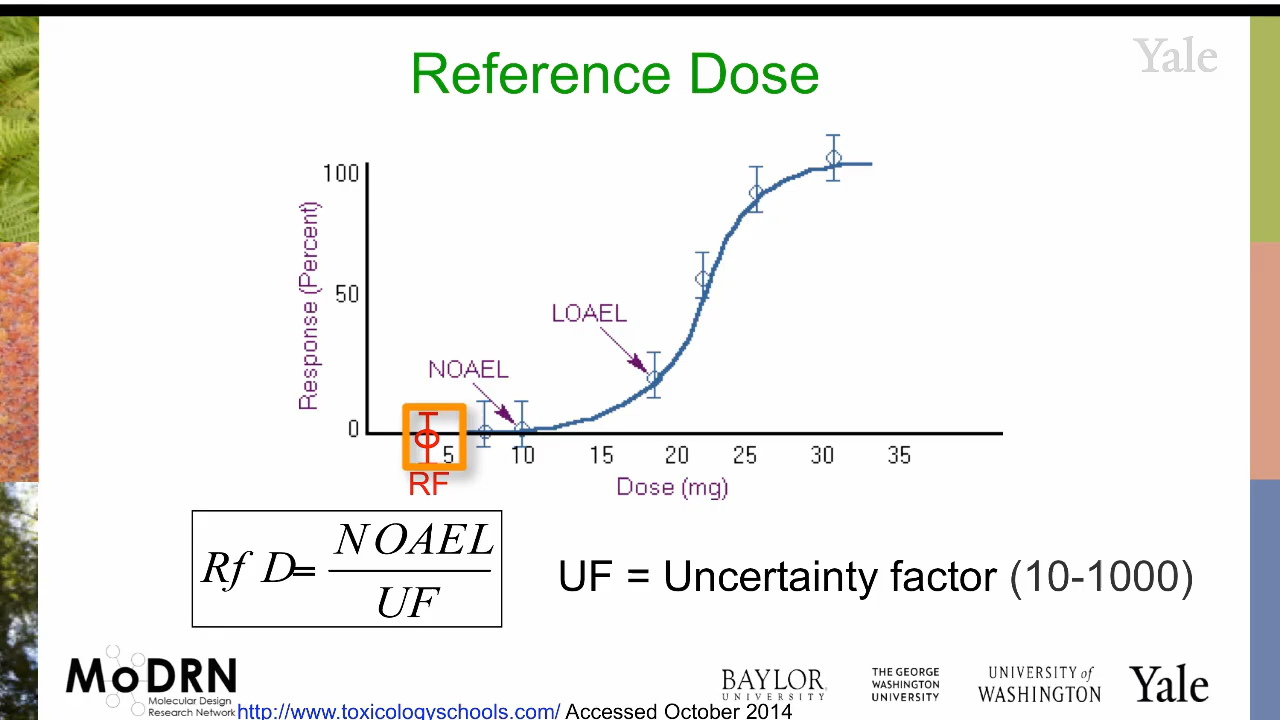 Reference Dose
Yale
100
50
0
Response (Percent)
LOAEL
NOAEL
5 10 15 20 25 30 35
RF
Dose (mg)
Rf D= NOAEL
UF
UF = Uncertainty factor (10-1000)
MoDRN
Molecular Design
Research Network
BAYLOR
UNIVERSITY
THE GEORGE
WASHINGTON
UNIVERSITY
UNIVERSITY of
WASHINGTON
Yale
http://www.toxicologyschools.com/ Accessed October 2014